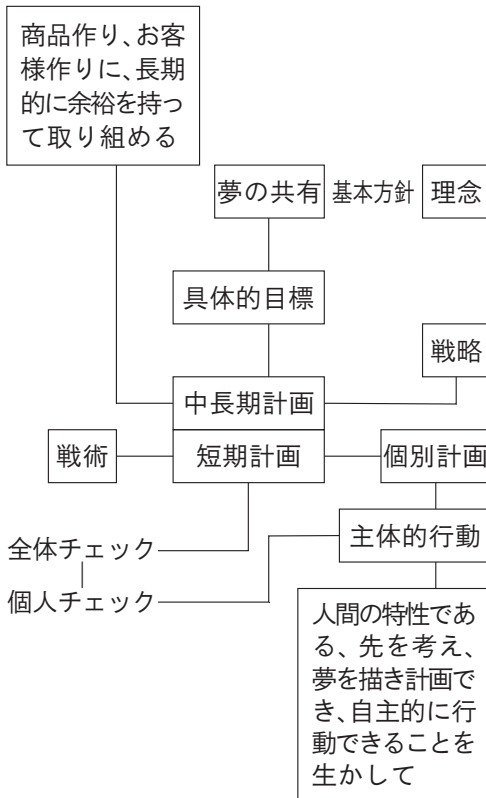 商品作り、お客
様作りに、長期
的に余裕を持っ
て取り組める
夢の共有 基本方針 理念
具体的目標
戦略
中長期計画
戦術 短期計画 個別計画
主体的行動
全体チェック
個人チェック
人間の特性であ
る、先を考え、
夢を描き計画で
き、自主的に行
動できることを
生かして